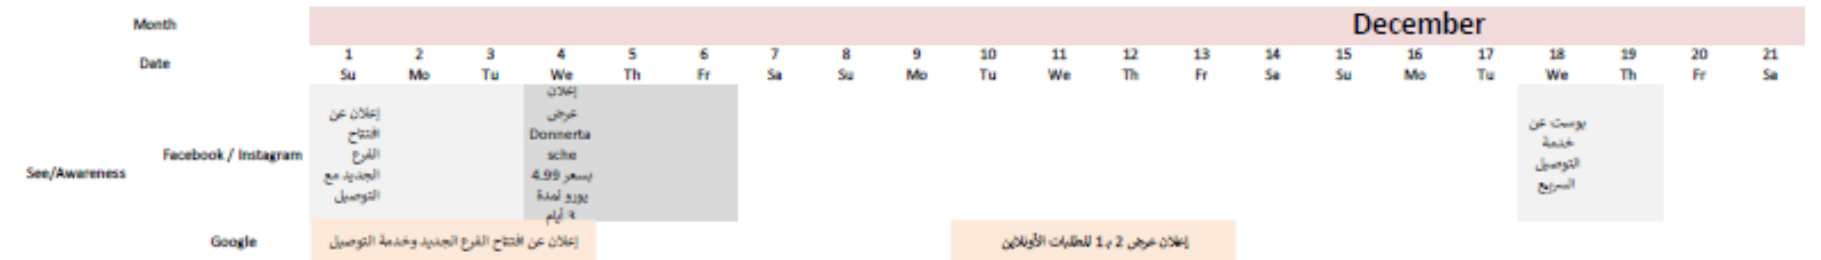 Month December
Date 1 2 3 4 5 6 7 8 9 10 11 12 13 14 15 16 17 18 19 20 21
Su Mo Tu We Th Fr Sa Su Mo Tu We Th Fr Sa Su Mo Tu We Th Fr Sa
See/Awareness
Facebook / Instagram
إعلان عن
افتتاح
الفرع
الجديد مع
التوصيل
إعلان
عرض
Donnerta
sche
بسعر 4.99
يورو لمدة
٣ أيام
بوست عن
خدمة
التوصيل
السريع
Google
إعلان عن افتتاح الفرع الجديد وخدمة التوصيل
إعلان عرض 2 بـ 1 للطلبات الأونلاين